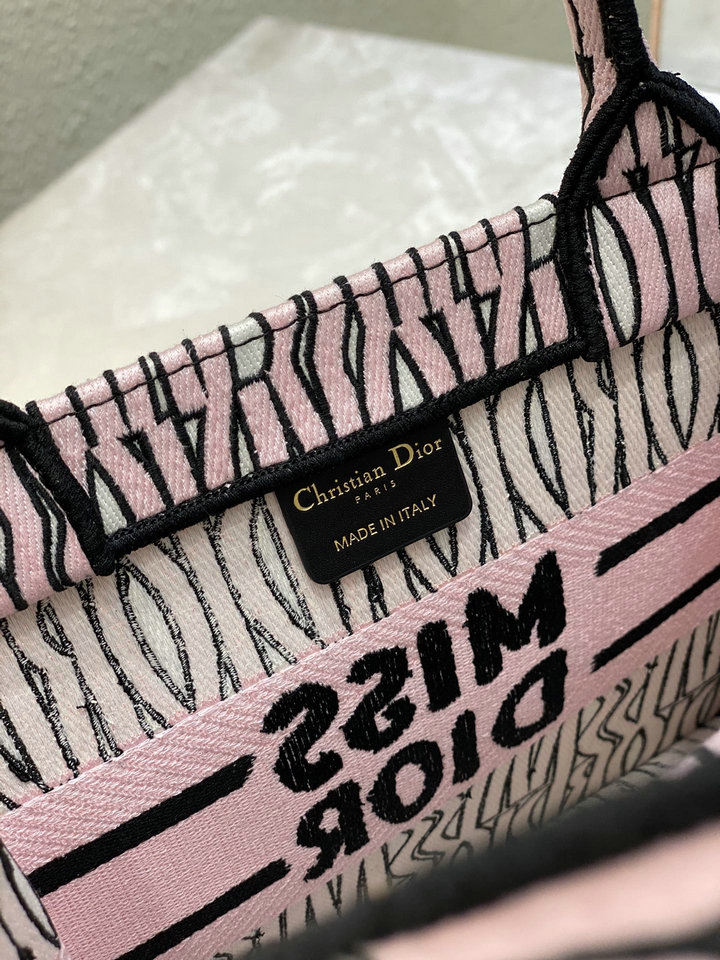 Christian Dior
PARIS
MADE IN ITALY
MISS
DIOR